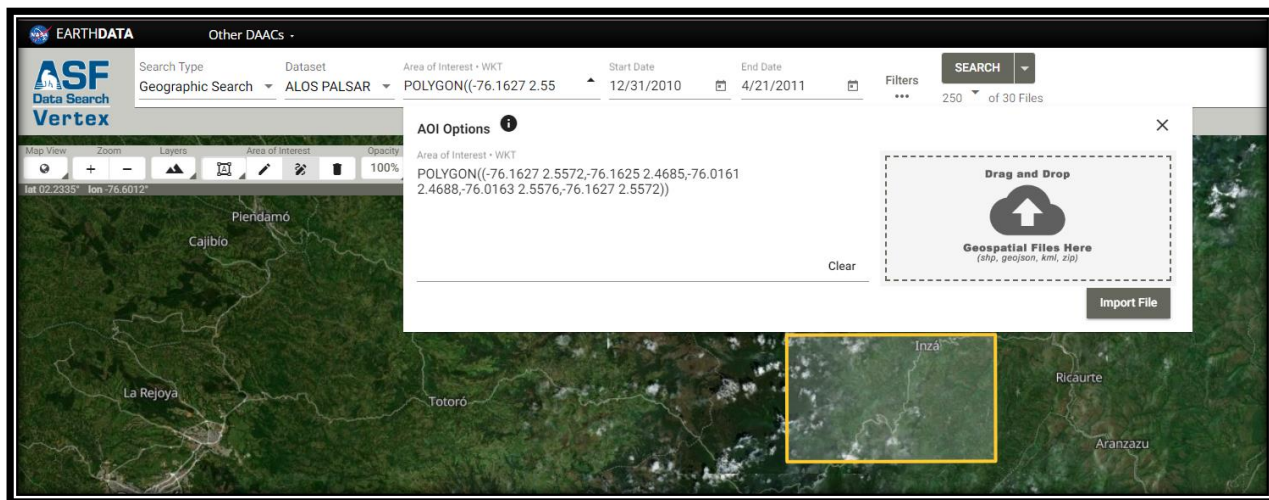 EARTHDATA Other DAACs -
ASF
Data Search
Vertex
Search Type
Geographic Search
Dataset
ALOS PALSAR
Area of Interest • WKT
POLYGON((-76.1627 2.55
Start Date
12/31/2010
End Date
4/21/2011
Filters
•••
SEARCH
250 of 30 Files
AOI Options
Area of Interest • WKT
POLYGON((-76.1627 2.5572,-76.1625 2.4685,-76.0161
2.4688,-76.0163 2.5576,-76.1627 2.5572))
Clear
Drag and Drop
Geospatial Files Here
(shp, geojson, kml, zip)
Import File
Map View Zoom Layers Area of Interest Opacity
+ - 100%
lat 02.2335° lon -76.6012°
Piendamó
Cajibío
Inzá
Ricaurte
La Rejoya
Totoró
Aranzazu